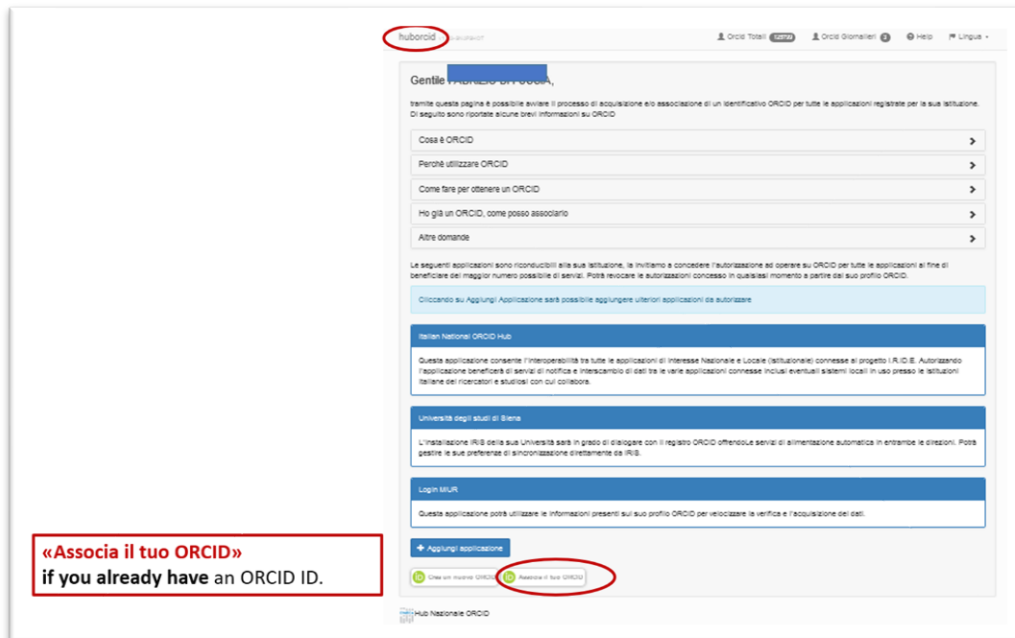 huborcid
Orcid Totali
Orcid Giornalieri
Help
Lingua
Gentile
tramite questa pagina è possibile avviare il processo di acquisizione e/o associazione di un identificativo ORCID per tutte le applicazioni registrate per la sua istituzione.
Di seguito sono riportate alcune brevi informazioni su ORCID
Cosa è ORCID
Perchè utilizzare ORCID
Come fare per ottenere un ORCID
Ho già un ORCID, come posso associarlo
Altre domande
Le seguenti applicazioni sono riconducibili alla sua istituzione, la invitiamo a concedere l'autorizzazione ad operare su ORCID per tutte le applicazioni al fine di
beneficiare del maggior numero possibile di servizi. Potrà revocare le autorizzazioni concesso in qualsiasi momento a partire dal suo profilo ORCID.
Cliccando su Aggiungi Applicazione sarà possibile aggiungere ulteriori applicazioni da autorizzare
Italian National ORCID Hub
Questa applicazione consente l'interoperabilità tra tutte le applicazioni di interesse Nazionale e Locale (istituzionale) connesse al progetto I.R.ID.E. Autorizzando
l'applicazione beneficerà di servizi di notifica e interscambio di dati tra le varie applicazioni connesse inclusi eventuali sistemi locali in uso presso le istituzioni
italiane dei ricercatori e studiosi con cui collabora.
Università degli studi di Siena
L'installazione IRIS della sua Università sarà in grado di dialogare con il registro ORCID offrendoLe servizi di alimentazione automatica in entrambe le direzioni. Potrà
gestire le sue preferenze di sincronizzazione direttamente da IRIS.
Login MIUR
Questa applicazione potrà utilizzare le informazioni presenti sul suo profilo ORCID per velocizzare la verifica e l'acquisizione dei dati.
+ Aggiungi applicazione
iD Crea un nuovo ORCID
iD Associa il tuo ORCID
«Associa il tuo ORCID»
if you already have an ORCID ID.
Hub Nazionale ORCID